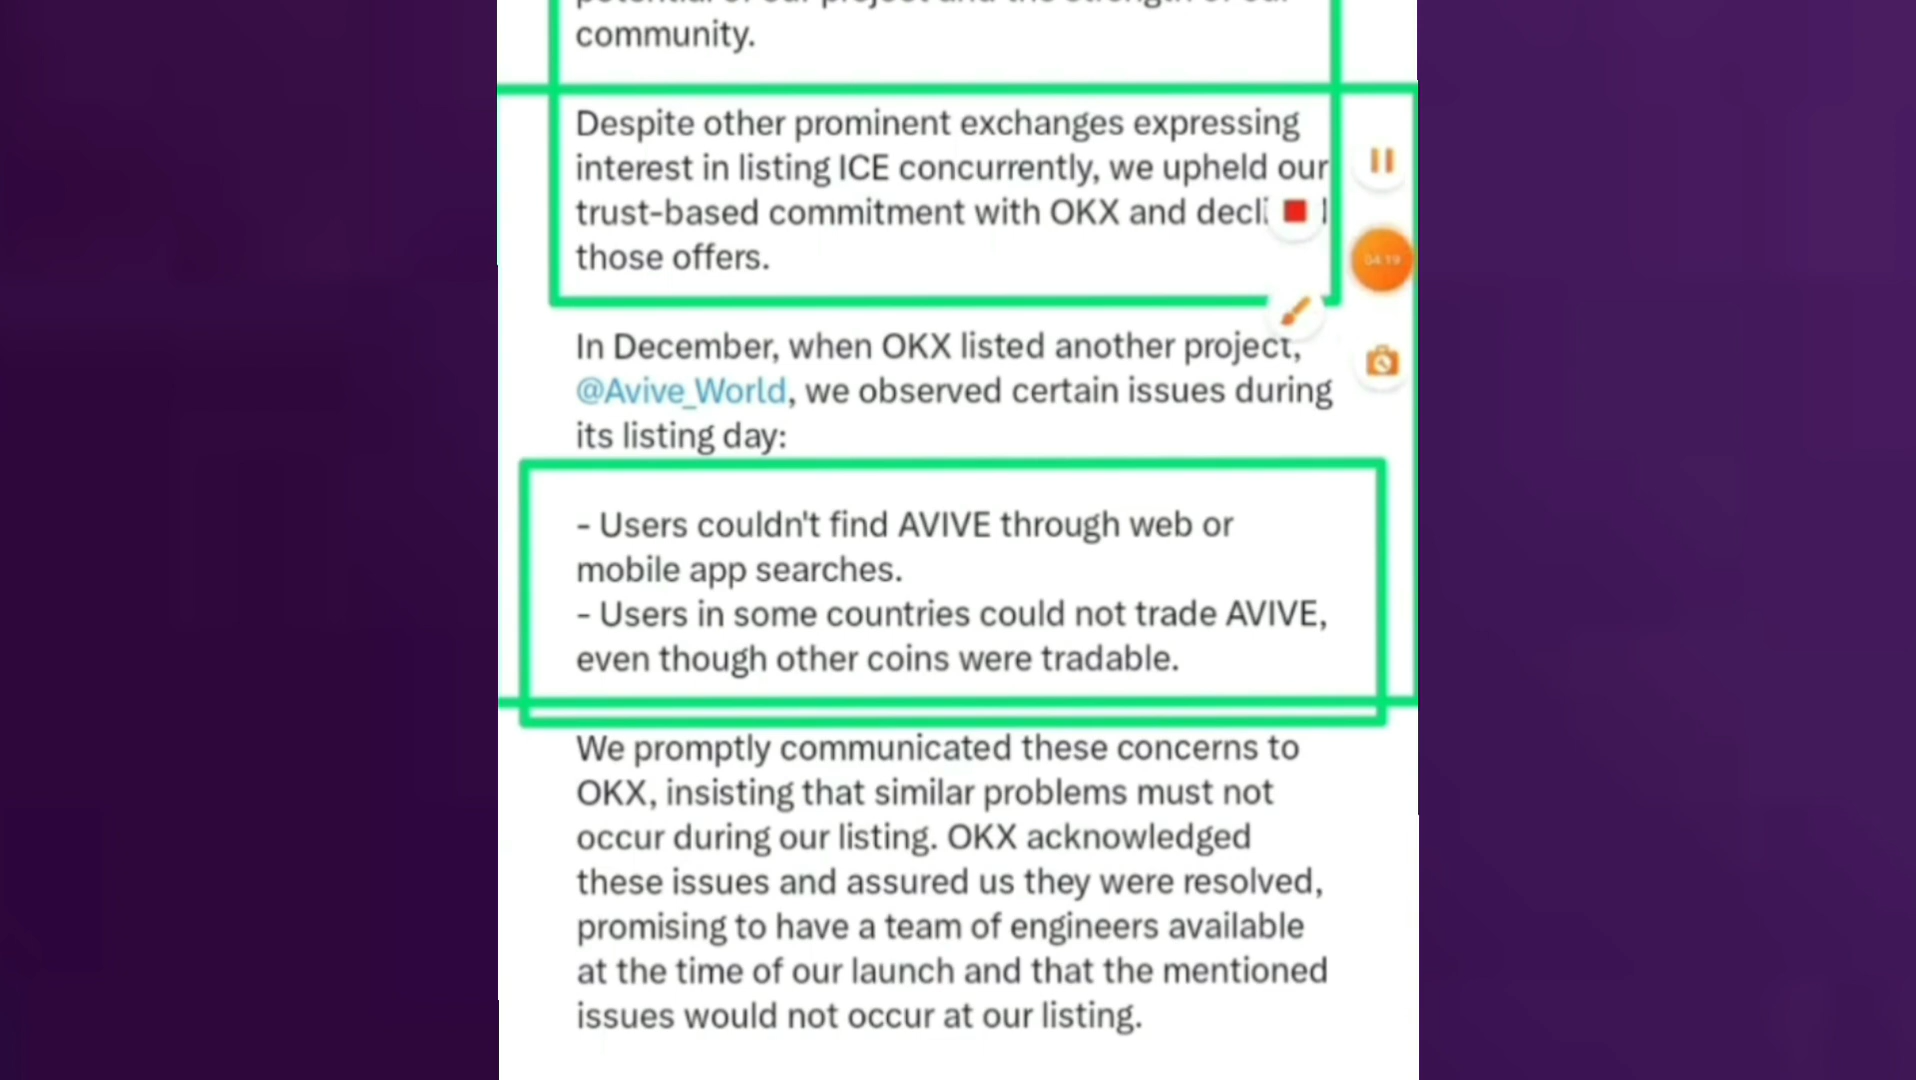 community.
Despite other prominent exchanges expressing
interest in listing ICE concurrently, we upheld our
trust-based commitment with OKX and
those offers.
In December, when OKX listed another project,
@Avive_World, we observed certain issues during
its listing day:
- Users couldn't find AVIVE through web or
mobile app searches.
- Users in some countries could not trade AVIVE,
even though other coins were tradable.
We promptly communicated these concerns to
OKX, insisting that similar problems must not
occur during our listing. OKX acknowledged
these issues and assured us they were resolved,
promising to have a team of engineers available
at the time of our launch and that the mentioned
issues would not occur at our listing.
04:19